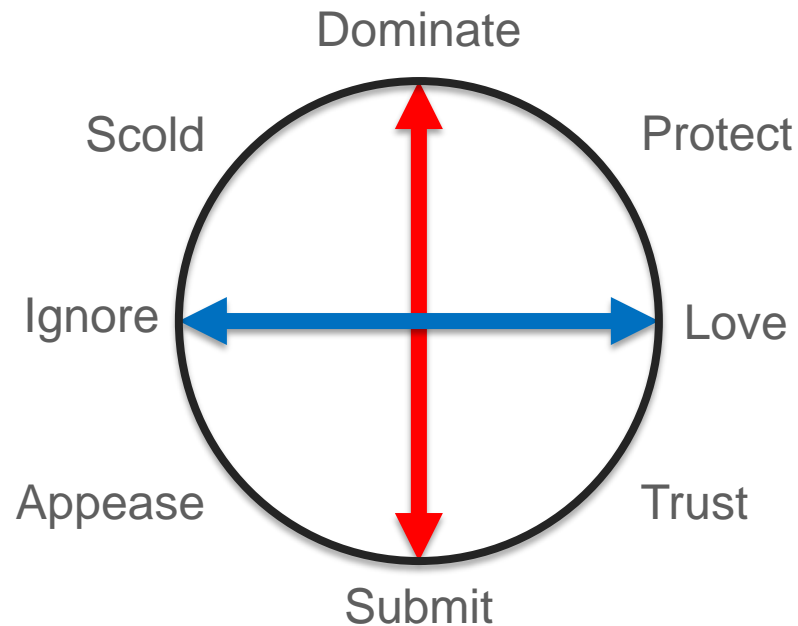 Dominate
Scold
Protect
Ignore
Love
Appease
Trust
Submit